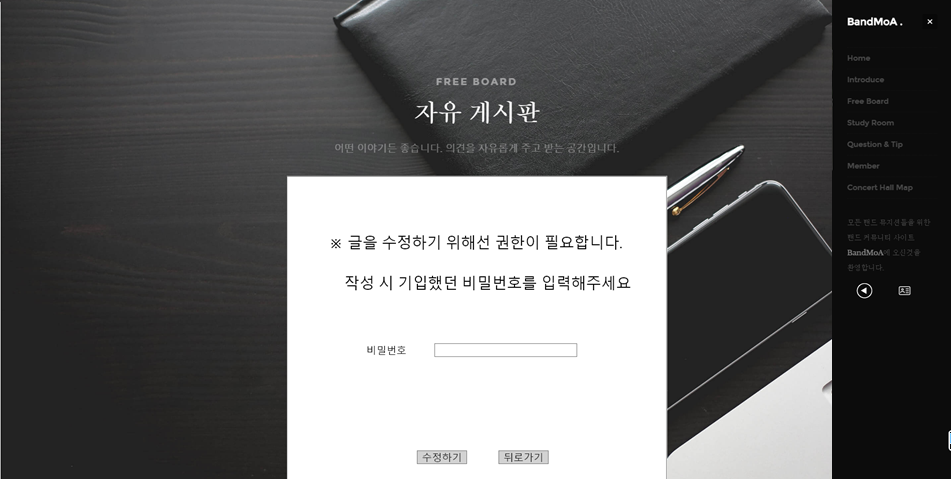 FREE BOARD
자유 게시판
어떤 이야기든 좋습니다. 의견을 자유롭게 주고 받는 공간입니다.
※ 글을 수정하기 위해선 권한이 필요합니다.
작성 시 기입했던 비밀번호를 입력해주세요
비밀번호
수정하기
뒤로가기
BandMoA .
×
Home
Introduce
Free Board
Study Room
Question & Tip
Member
Concert Hall Map
모든 밴드 뮤지션들을 위한
밴드 커뮤니티 사이트
BandMoA에 오신것을
환영합니다.